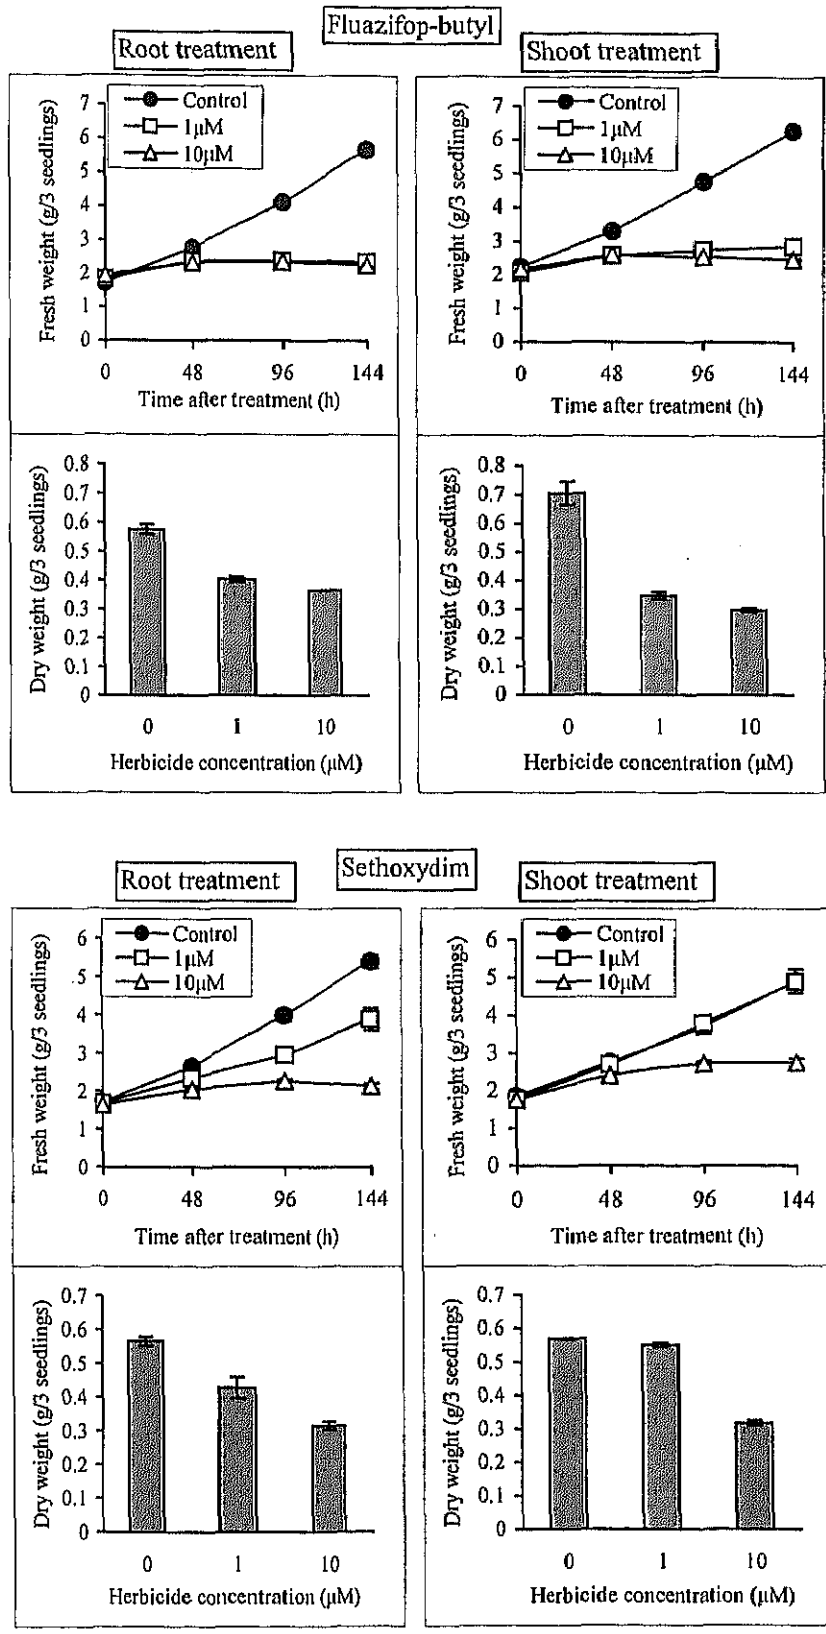 Fluazifop-butyl
Root treatment
Shoot treatment
Control
1μM
10μM
Fresh weight (g/3 seedlings)
7
6
5
4
3
2
1
0
0 48 96 144
Time after treatment (h)
Control
1μM
10μM
Fresh weight (g/3 seedlings)
7
6
5
4
3
2
1
0
0 48 96 144
Time after treatment (h)
Dry weight (g/3 seedlings)
0.8
0.7
0.6
0.5
0.4
0.3
0.2
0.1
0
0 1 10
Herbicide concentration (μM)
Dry weight (g/3 seedlings)
0.8
0.7
0.6
0.5
0.4
0.3
0.2
0.1
0
0 1 10
Herbicide concentration (μM)
Sethoxydim
Root treatment
Shoot treatment
Control
1μM
10μM
Fresh weight (g/3 seedlings)
6
5
4
3
2
1
0
0 48 96 144
Time after treatment (h)
Control
1μM
10μM
Fresh weight (g/3 seedlings)
6
5
4
3
2
1
0
0 48 96 144
Time after treatment (h)
Dry weight (g/3 seedlings)
0.7
0.6
0.5
0.4
0.3
0.2
0.1
0
0 1 10
Herbicide concentration (μM)
Dry weight (g/3 seedlings)
0.7
0.6
0.5
0.4
0.3
0.2
0.1
0
0 1 10
Herbicide concentration (μM)